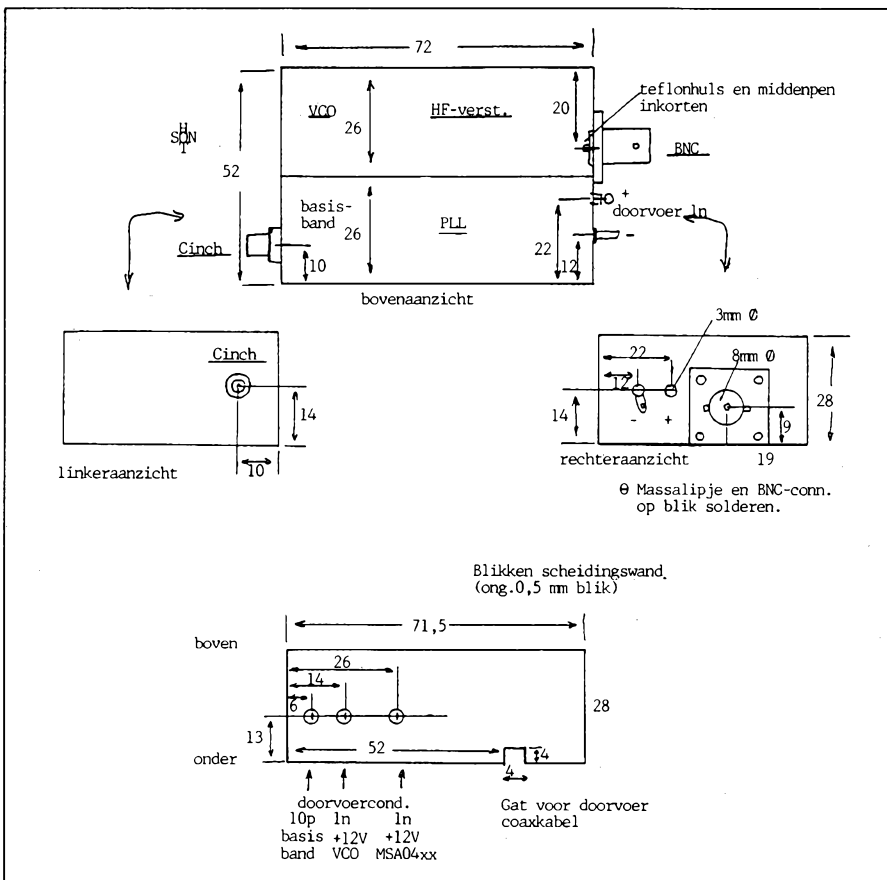 72
teflonhuls en middenpen
inkorten
VCO
HF-verst.
20
26
BNC
52
basis-
band
26
PLL
+
doorvoer 1n
-
22
12
Cinch
10
bovenaanzicht
3mm Ø
Cinch
22
8mm Ø
12
14
14
28
9
- +
10
linkeraanzicht
rechteraanzicht
19
θ Massalipje en BNC-conn.
op blik solderen.
Blikken scheidingswand.
(ong.0,5 mm blik)
71,5
boven
26
14
6
28
13
52
4
onder
4
doorvoercond.
10p 1n 1n
basis +12V +12V
band VCO MSA04xx
Gat voor doorvoer
coaxkabel